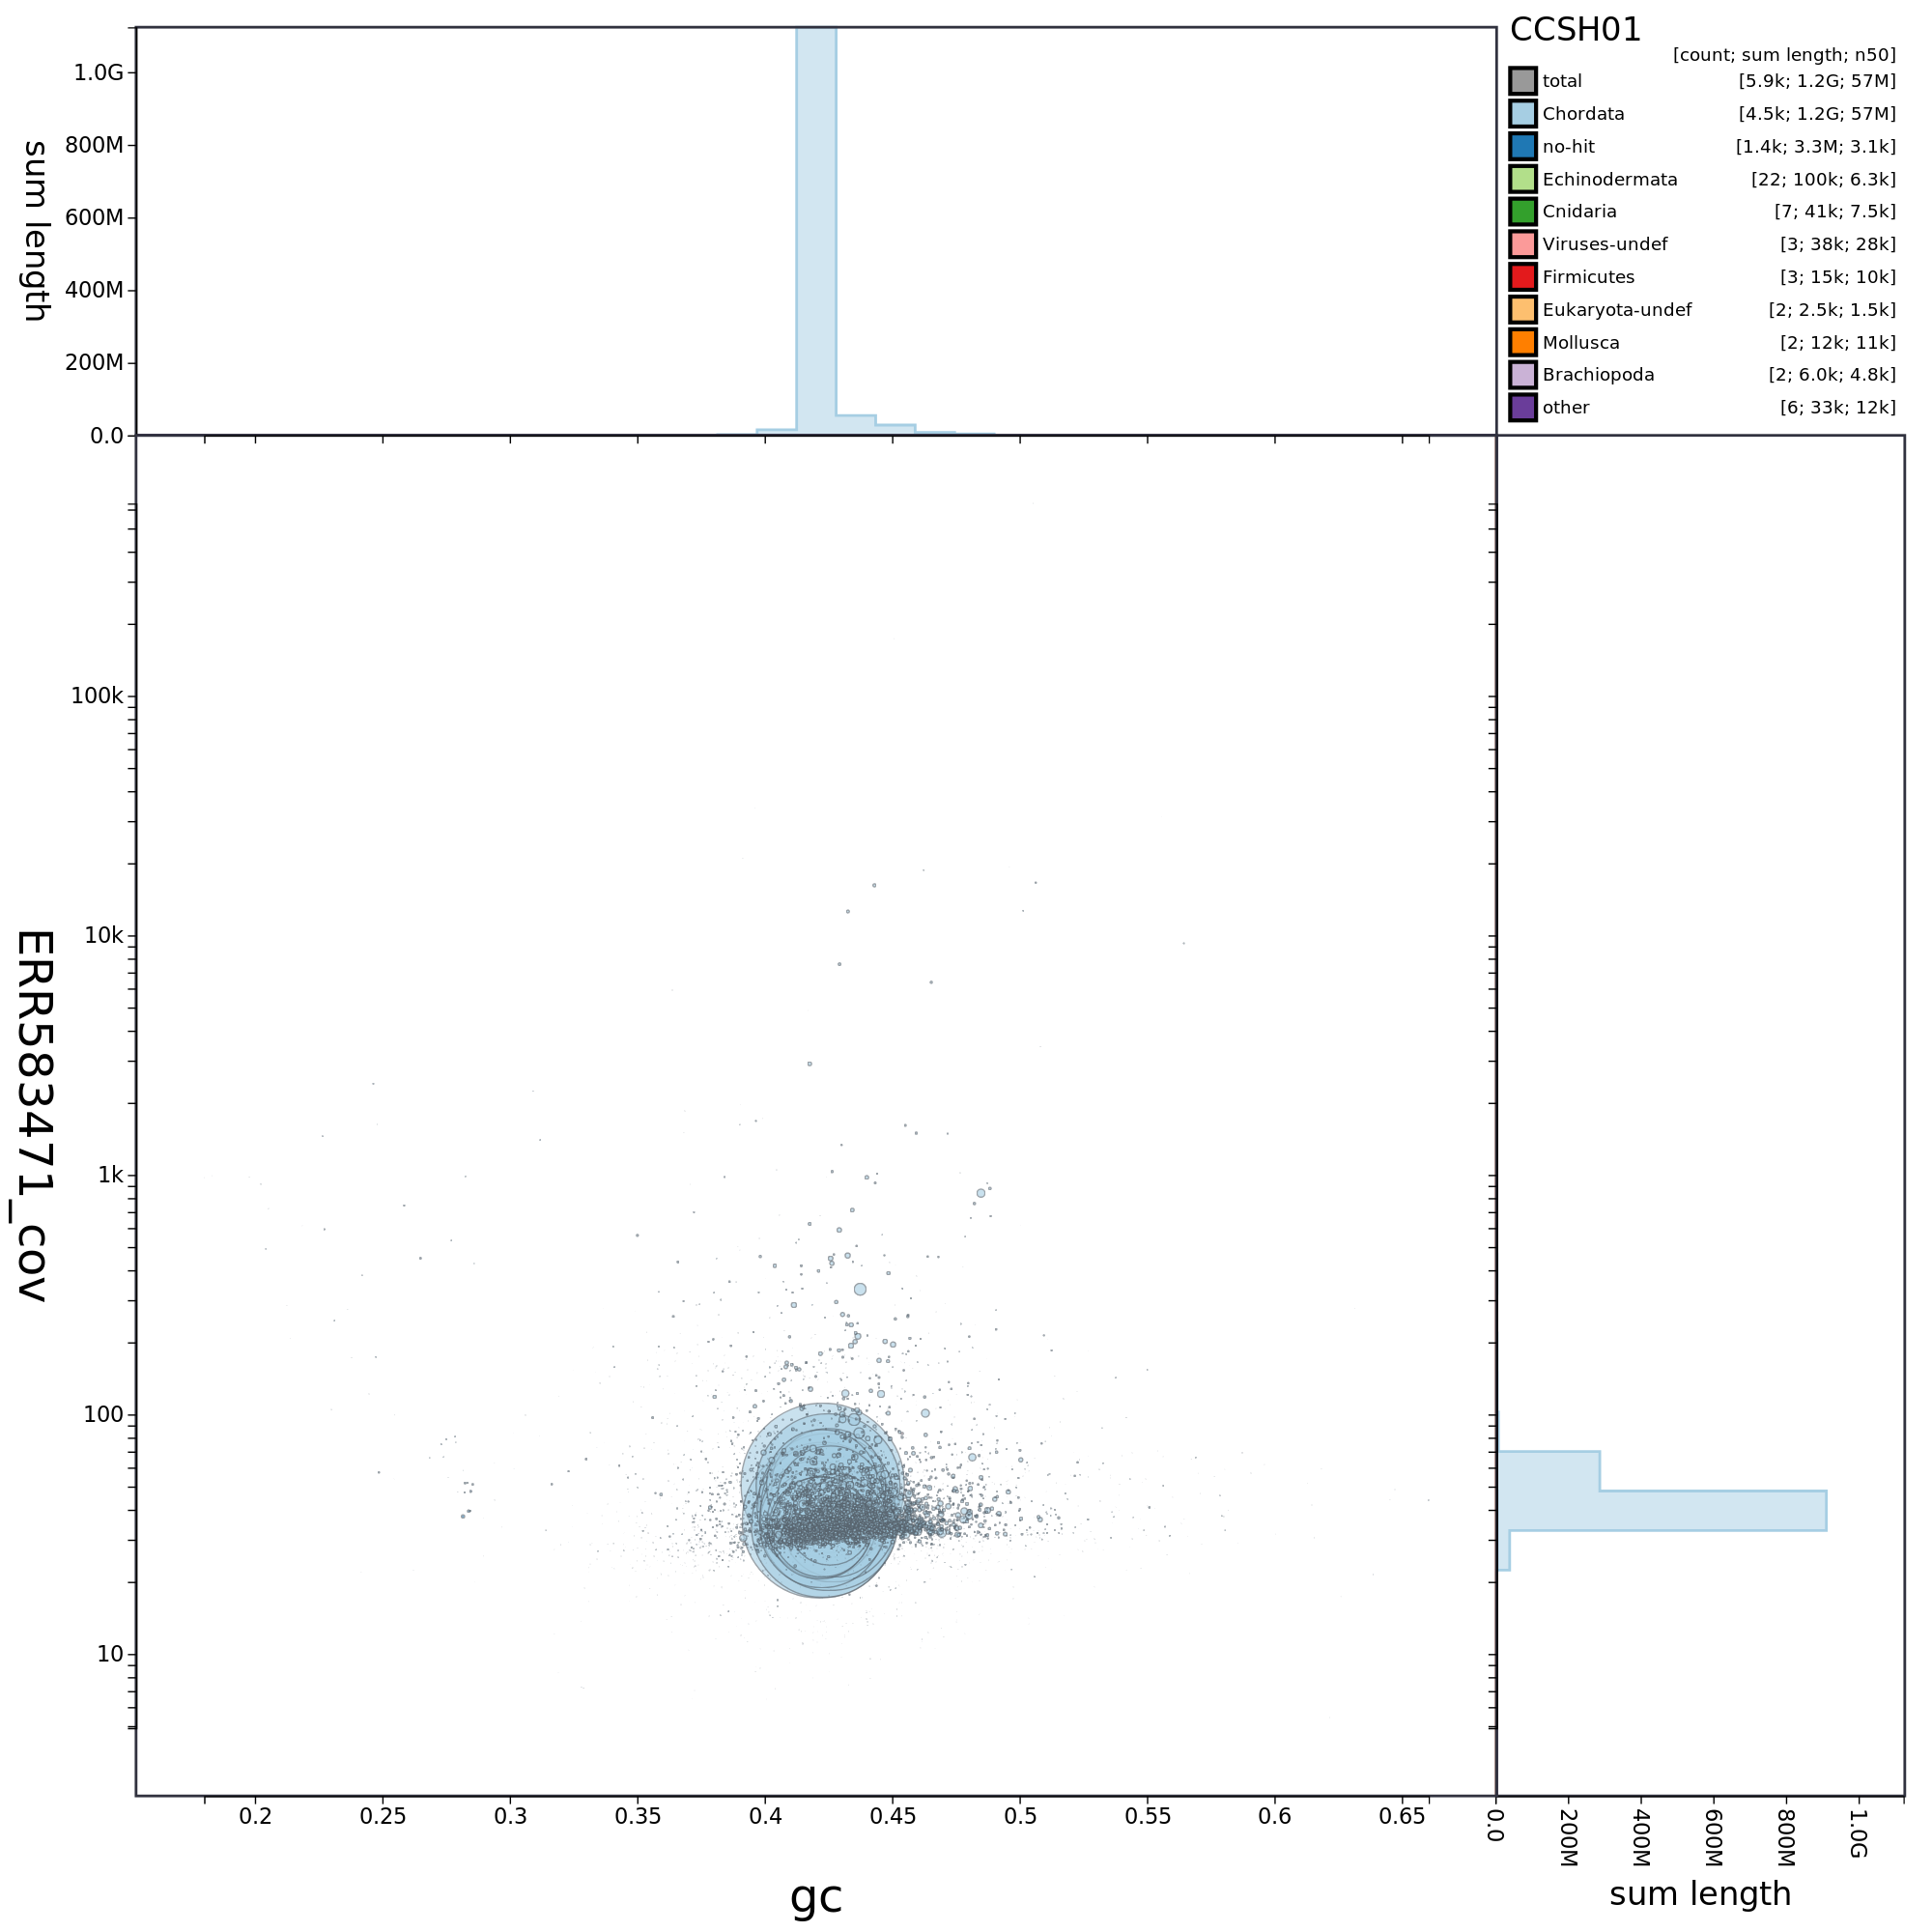 CCSH01
[count; sum length; n50]
total [5.9k; 1.2G; 57M]
Chordata [4.5k; 1.2G; 57M]
no-hit [1.4k; 3.3M; 3.1k]
Echinodermata [22; 100k; 6.3k]
Cnidaria [7; 41k; 7.5k]
Viruses-undef [3; 38k; 28k]
Firmicutes [3; 15k; 10k]
Eukaryota-undef [2; 2.5k; 1.5k]
Mollusca [2; 12k; 11k]
Brachiopoda [2; 6.0k; 4.8k]
other [6; 33k; 12k]
sum length
1.0G
800M
600M
400M
200M
0.0
ERR583471_cov
100k
10k
1k
100
10
0.2 0.25 0.3 0.35 0.4 0.45 0.5 0.55 0.6 0.65
gc
0.0 200M 400M 600M 800M 1.0G
sum length